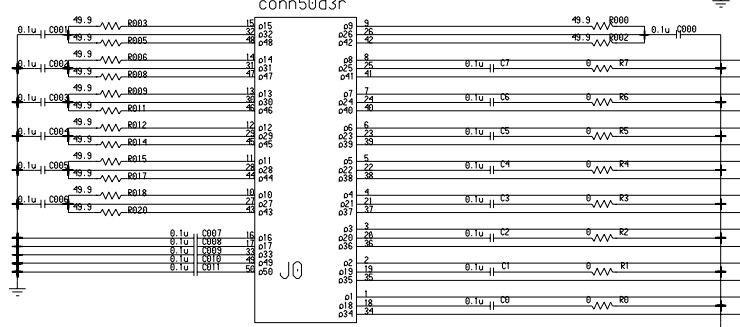 conn50d3r
49.9 R003 15 p15 p9 9 49.9 R000
0.1u C001 32 p32 p26 26 0.1u C000
49.9 R005 48 p48 p42 42 49.9 R002
49.9 R006 14 p14 p8 8
0.1u C002 31 p31 p25 25 0.1u C7 0 R7
49.9 R008 47 p47 p41 41
49.9 R009 13 p13 p7 7
0.1u C003 30 p30 p24 24 0.1u C6 0 R6
49.9 R011 46 p46 p40 40
49.9 R012 12 p12 p6 6
0.1u C004 29 p29 p23 23 0.1u C5 0 R5
49.9 R014 45 p45 p39 39
49.9 R015 11 p11 p5 5
0.1u C005 28 p28 p22 22 0.1u C4 0 R4
49.9 R017 44 p44 p38 38
49.9 R018 10 p10 p4 4
0.1u C006 27 p27 p21 21 0.1u C3 0 R3
49.9 R020 43 p43 p37 37
0.1u C007 16 p16 p3 3
0.1u C008 17 p17 p20 20 0.1u C2 0 R2
0.1u C009 33 p33 p36 36
0.1u C010 49 p49 p2 2
0.1u C011 50 p50 p19 19 0.1u C1 0 R1
J0 p35 35
p1 1
p18 18 0.1u C0 0 R0
p34 34